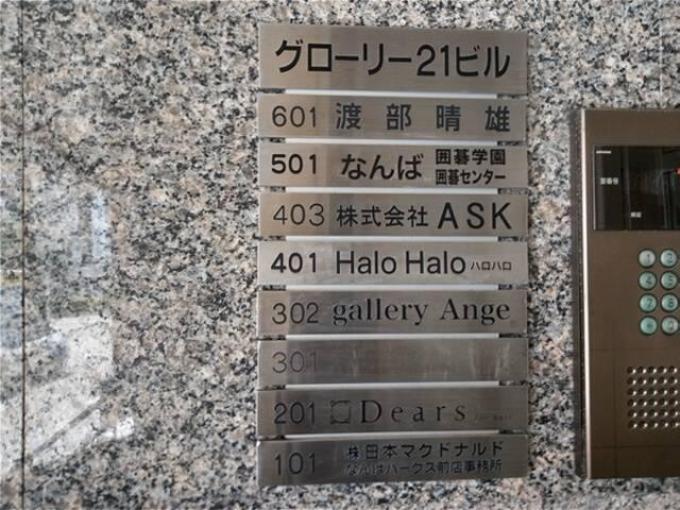 グローリー21ビル
601 渡部晴雄
501 なんば 囲碁学園
囲碁センター
403 株式会社 ASK
401 Halo Halo ハロハロ
302 gallery Ange
301
201 Dears
101 ㈱日本マクドナルド
なんばパークス前店事務所